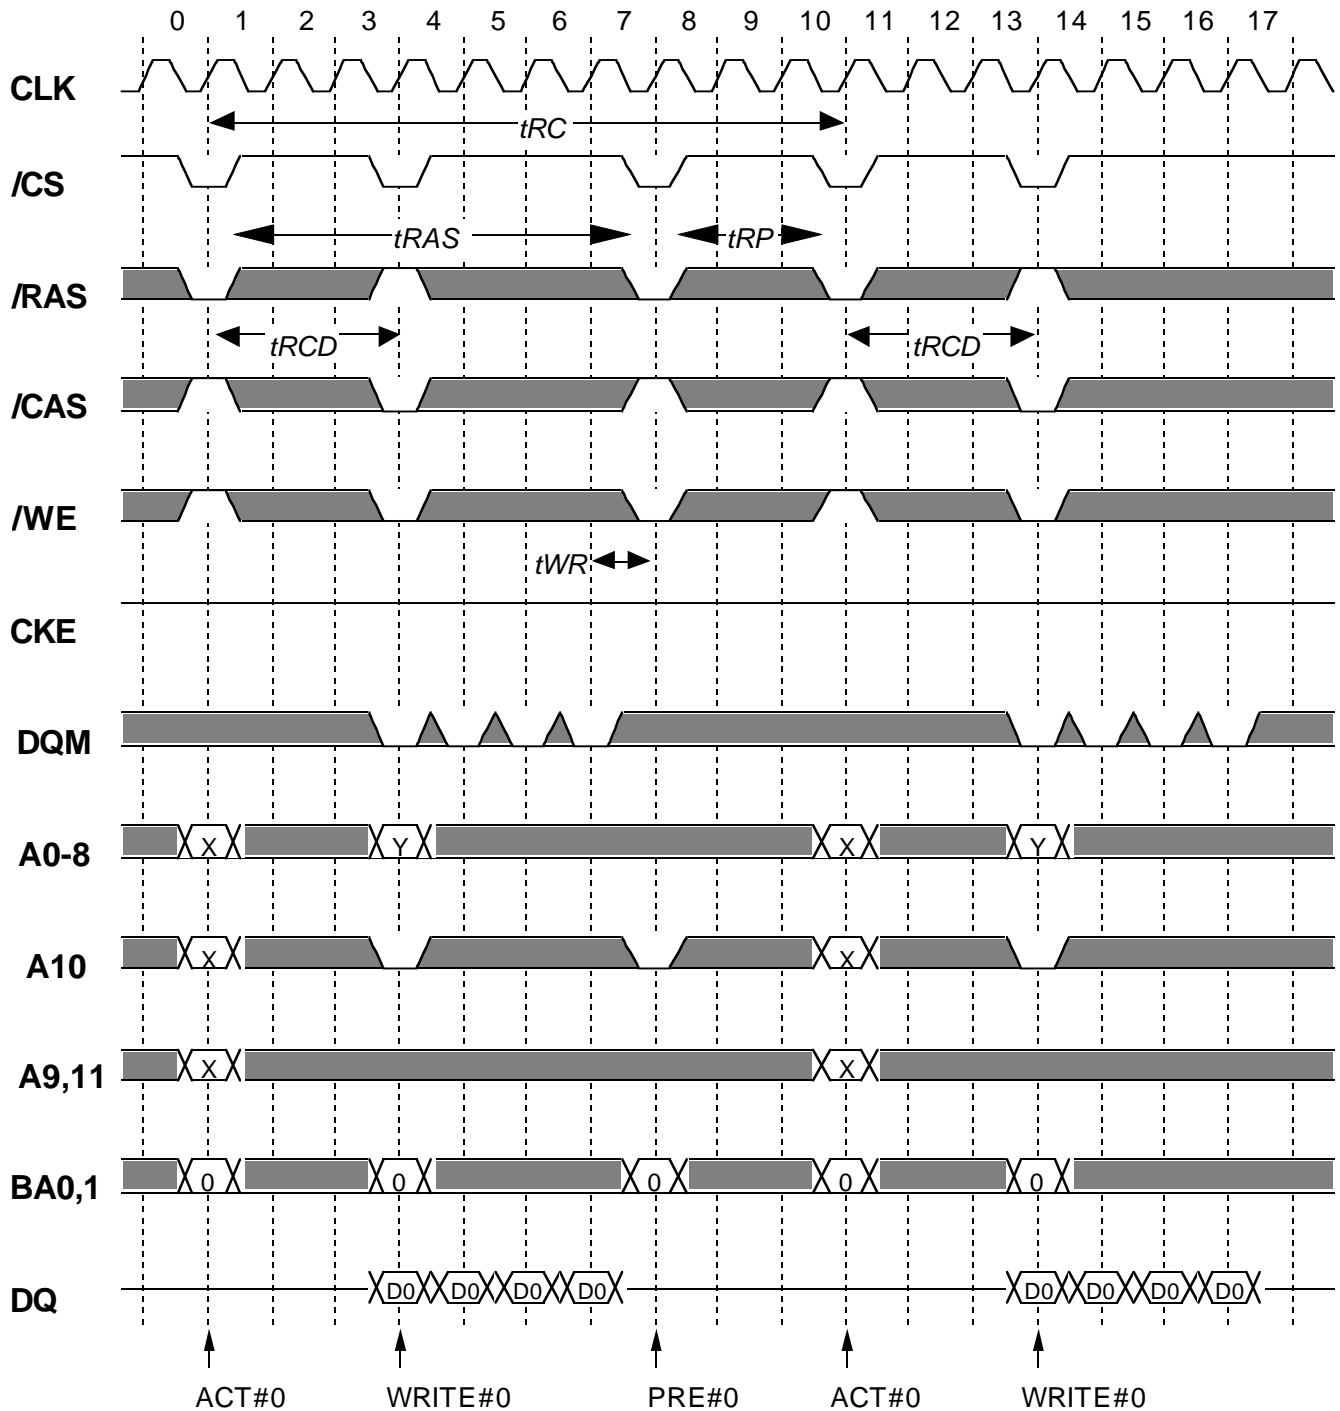 0 1 2 3 4 5 6 7 8 9 10 11 12 13 14 15 16 17
CLK
tRC
/CS
tRAS tRP
/RAS
tRCD tRCD
/CAS
/WE
tWR
CKE
DQM
A0-8 X Y X Y
A10 X X
A9,11 X X
BA0,1 0 0 0 0 0
DQ D0 D0 D0 D0 D0 D0 D0 D0
ACT#0 WRITE#0 PRE#0 ACT#0 WRITE#0